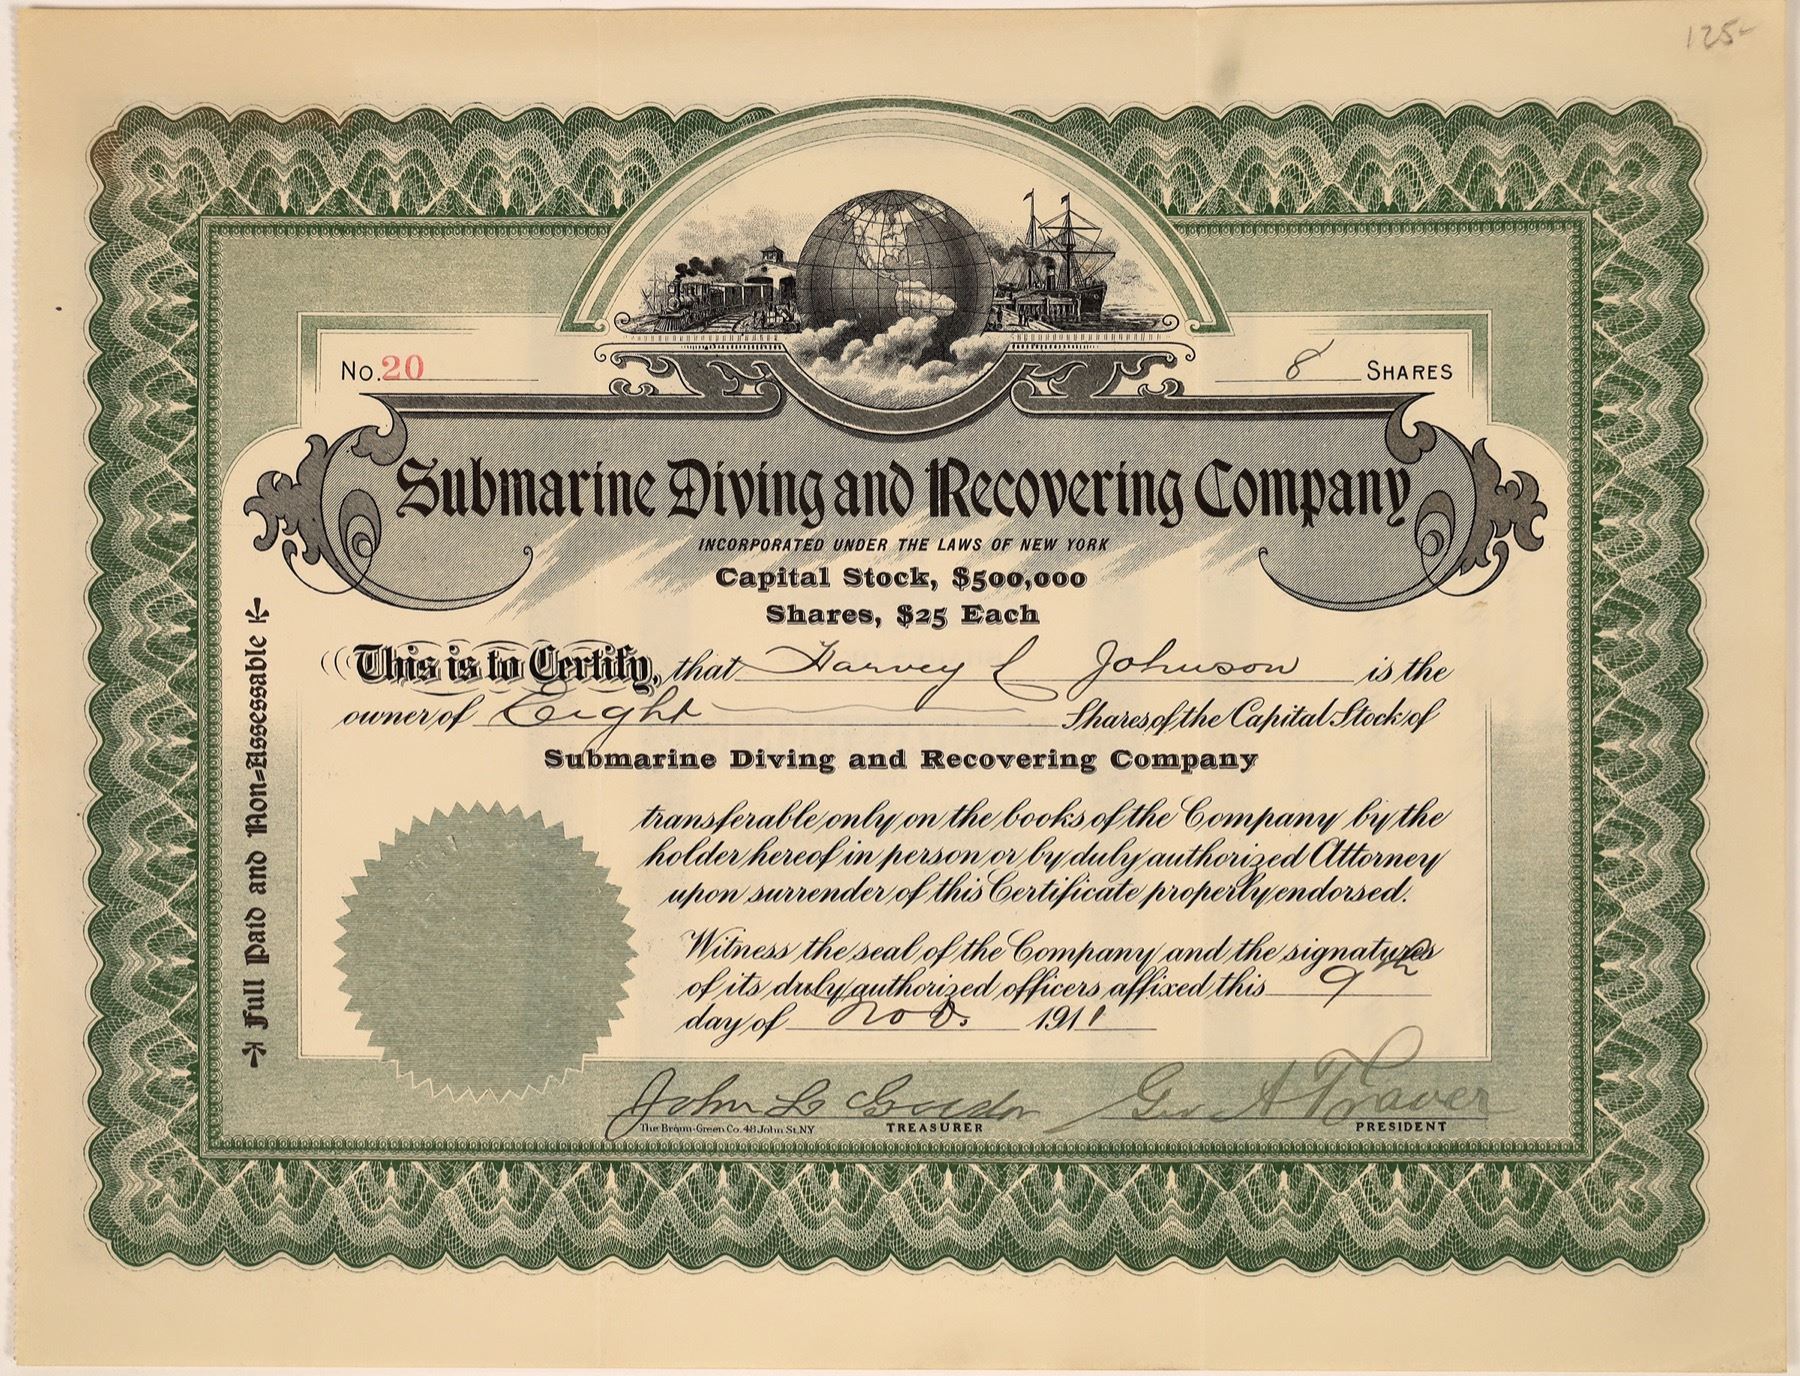 125-
No. 20
8 SHARES
Submarine Diving and Recovering Company
INCORPORATED UNDER THE LAWS OF NEW YORK
Capital Stock, $500,000
Shares, $25 Each
This is to Certify, that Harvey C Johnson is the
owner of Eight Shares of the Capital Stock of
Submarine Diving and Recovering Company
transferable only on the books of the Company by the
holder hereof in person or by duly authorized Attorney
upon surrender of this Certificate properly endorsed.
Witness the seal of the Company and the signatures
of its duly authorized officers affixed this 9th
day of Nov. 1911
Full Paid and Non-Assessable
John L Geo A Traver
The Braum-Green Co. 48 John St. NY TREASURER PRESIDENT